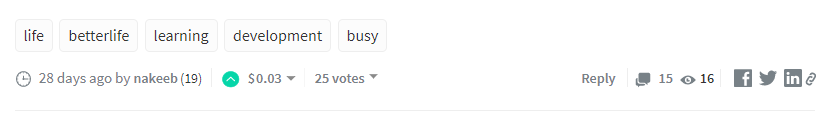 life betterlife learning development busy
28 days ago by nakeeb (19) $0.03 25 votes Reply 15 16